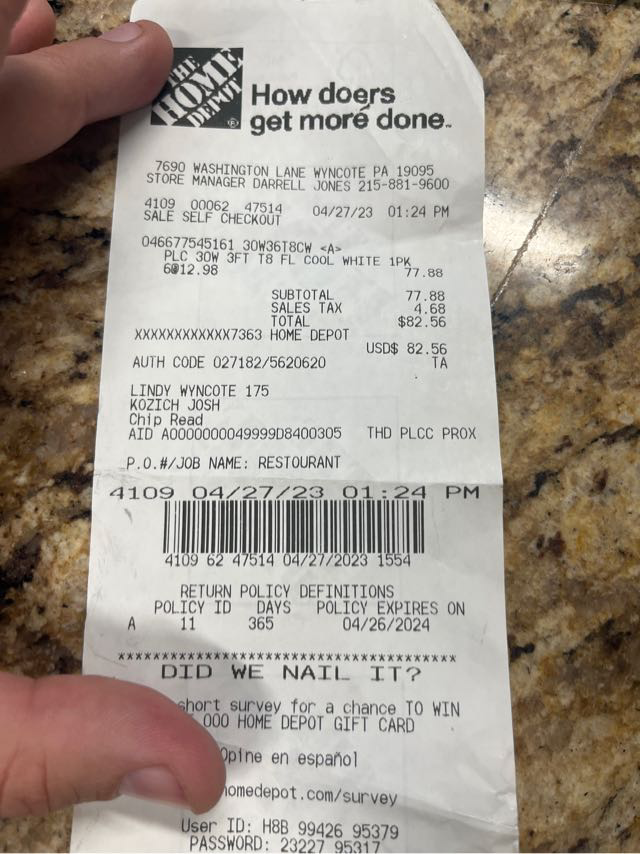 THE
HOME
DEPOT
How doers
get more done.
7690 WASHINGTON LANE WYNCOTE PA 19095
STORE MANAGER DARRELL JONES 215-881-9600
4109 00062 47514 04/27/23 01:24 PM
SALE SELF CHECKOUT
046677545161 30W36T8CW <A>
PLC 30W 3FT T8 FL COOL WHITE 1PK
6@12.98 77.88
SUBTOTAL 77.88
SALES TAX 4.68
TOTAL $82.56
XXXXXXXXXXXX7363 HOME DEPOT
USD$ 82.56
AUTH CODE 027182/5620620 TA
LINDY WYNCOTE 175
KOZICH JOSH
Chip Read
AID A0000000049999D8400305 THD PLCC PROX
P.O.#/JOB NAME: RESTOURANT
4109 04/27/23 01:24 PM
4109 62 47514 04/27/2023 1554
RETURN POLICY DEFINITIONS
POLICY ID DAYS POLICY EXPIRES ON
A 11 365 04/26/2024
*******************************************
DID WE NAIL IT?
short survey for a chance TO WIN
000 HOME DEPOT GIFT CARD
Opine en español
homedepot.com/survey
User ID: H8B 99426 95379
PASSWORD: 23227 95317